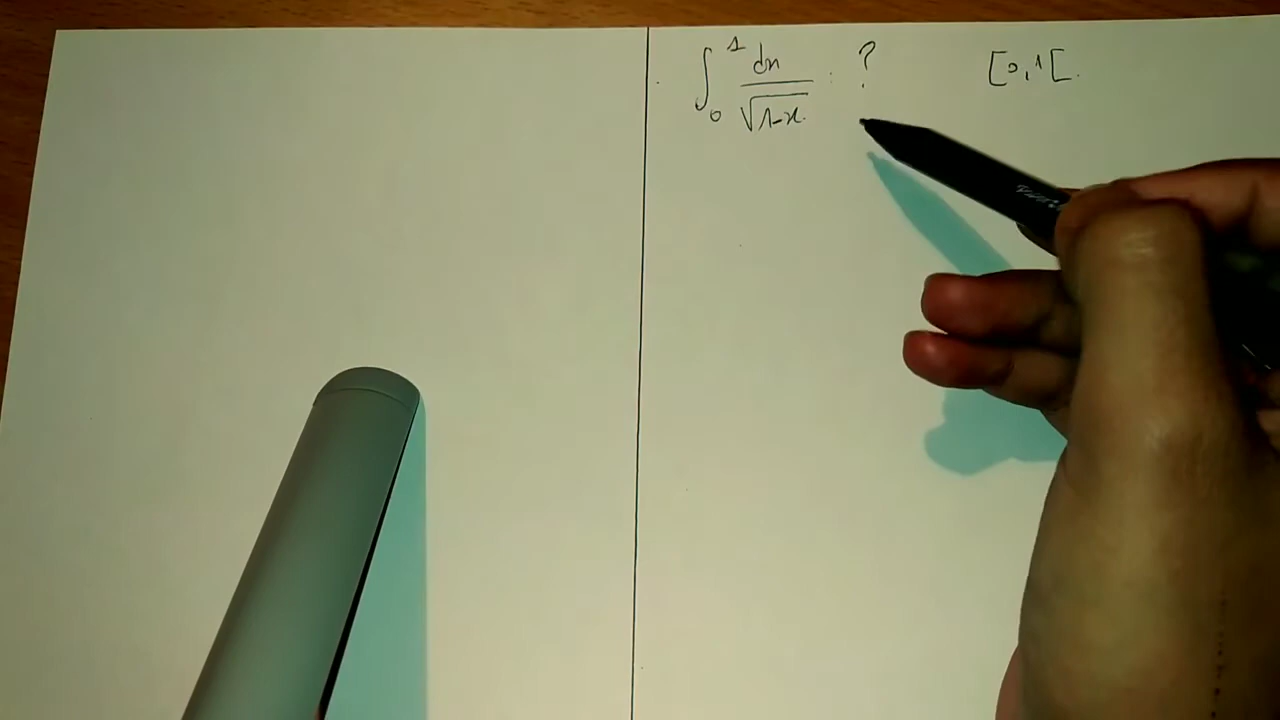 ∫₀¹ dx/√(1-x) : ? [0,1[.